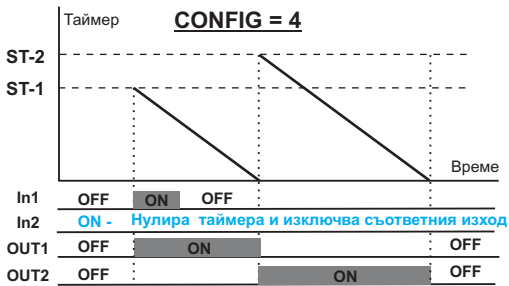 Таймер
CONFIG = 4
ST-2
ST-1
Време
In1 OFF ON OFF
In2 ON - Нулира таймера и изключва съответния изход
OUT1 OFF ON OFF
OUT2 OFF ON OFF